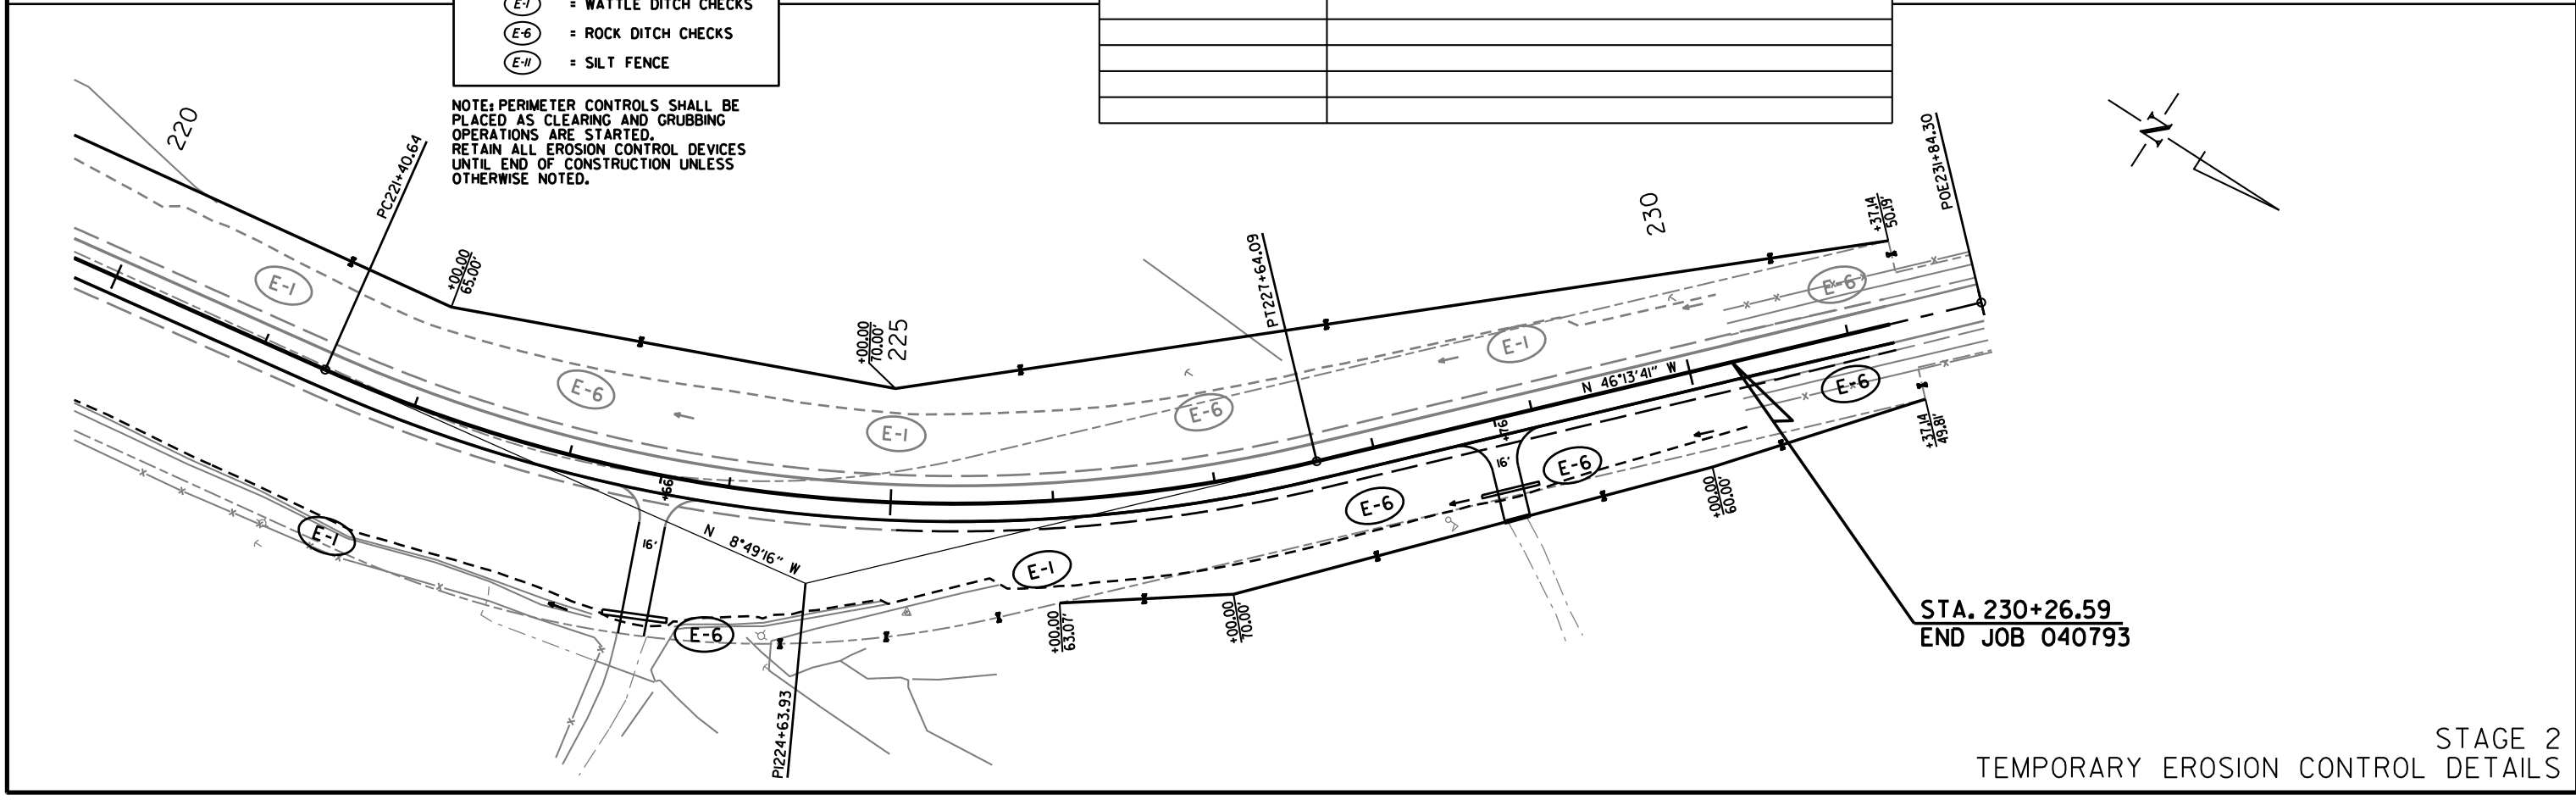 E-1 = WATTLE DITCH CHECKS
E-6 = ROCK DITCH CHECKS
E-11 = SILT FENCE
NOTE: PERIMETER CONTROLS SHALL BE
PLACED AS CLEARING AND GRUBBING
OPERATIONS ARE STARTED.
RETAIN ALL EROSION CONTROL DEVICES
UNTIL END OF CONSTRUCTION UNLESS
OTHERWISE NOTED.
220
PC221+40.64
+00.00
65.00'
+00.00
70.00'
225
PT227+64.09
230
+37.14
50.19'
POE231+84.30
N
E-1
E-6
E-1
E-6
E-1
E-6
N 46°13'41" W
E-6
+76
16'
E-6
E-6
+37.14
49.81'
+00.00
60.00'
+66
16'
N 8°49'16" W
E-1
E-1
E-6
+00.00
63.07'
+00.00
70.00'
PI224+63.93
STA. 230+26.59
END JOB 040793
STAGE 2
TEMPORARY EROSION CONTROL DETAILS